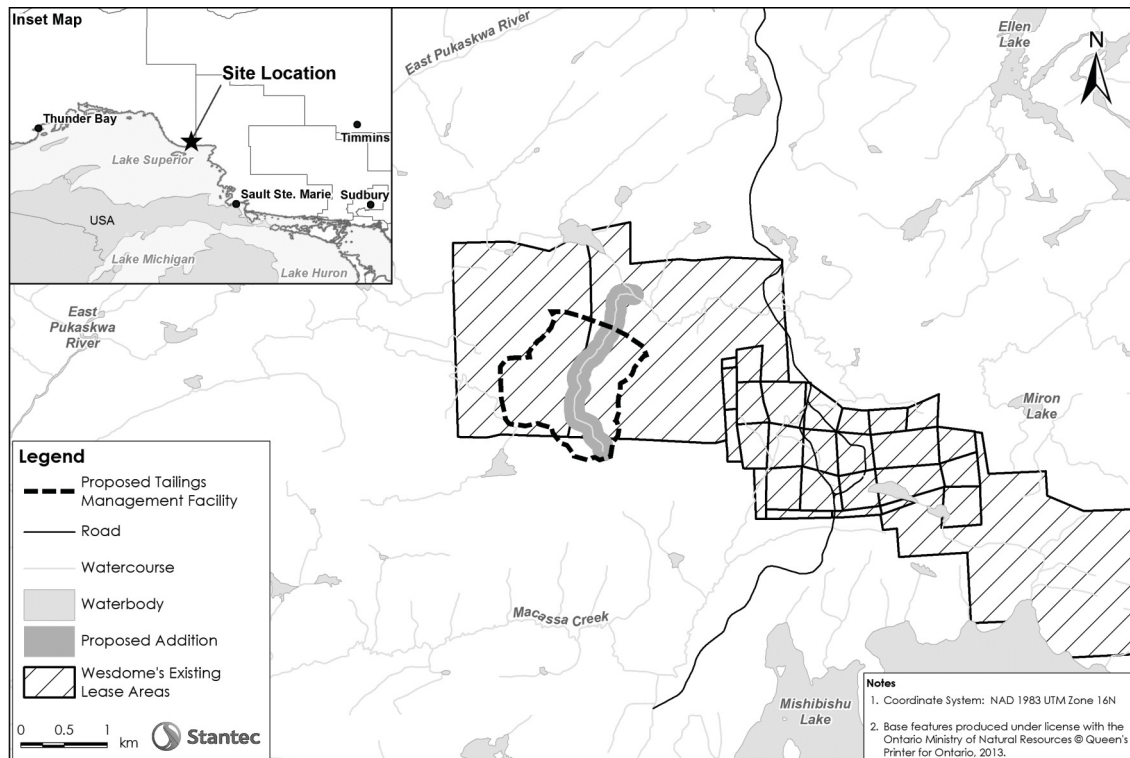 Inset Map
Site Location
Thunder Bay
Timmins
Lake Superior
Sault Ste. Marie
Sudbury
USA
Lake Michigan
Lake Huron
East Pukaskwa River
Ellen
Lake
N
East
Pukaskwa
River
Miron
Lake
Macassa Creek
Mishibishu
Lake
Legend
Proposed Tailings
Management Facility
Road
Watercourse
Waterbody
Proposed Addition
Wesdome's Existing
Lease Areas
0 0.5 1
km
Stantec
Notes
1. Coordinate System: NAD 1983 UTM Zone 16N
2. Base features produced under license with the
Ontario Ministry of Natural Resources © Queen's
Printer for Ontario, 2013.